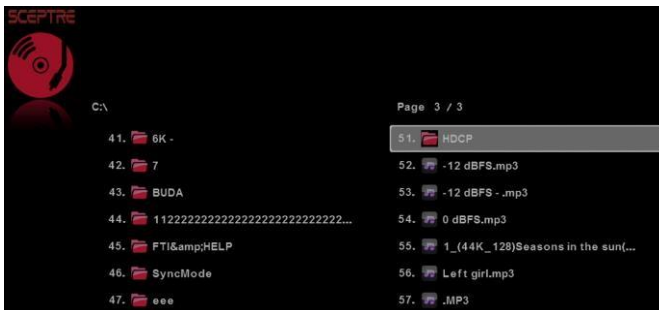 SCEPTRE
C:\
41. 6K -
42. 7
43. BUDA
44. 112222222222222222222222222...
45. FTI&amp;HELP
46. SyncMode
47. eee
Page 3 / 3
51. HDCP
52. -12 dBFS.mp3
53. -12 dBFS - .mp3
54. 0 dBFS.mp3
55. 1_(44K_128)Seasons in the sun(...
56. Left girl.mp3
57. .MP3